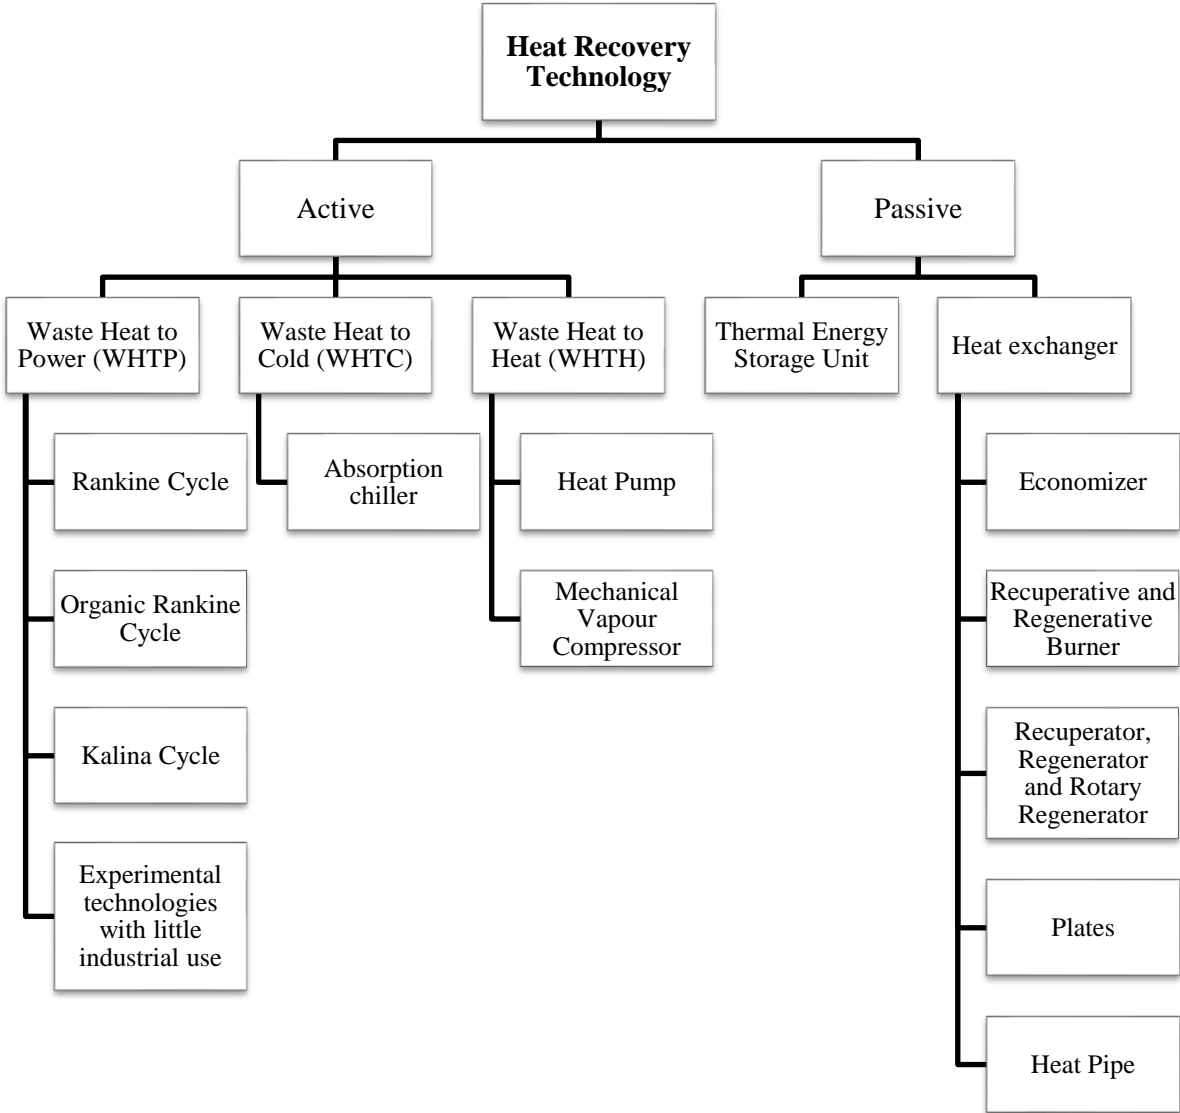 Heat Recovery
Technology
Active
Passive
Waste Heat to
Power (WHTP)
Waste Heat to
Cold (WHTC)
Waste Heat to
Heat (WHTH)
Thermal Energy
Storage Unit
Heat exchanger
Rankine Cycle
Absorption
chiller
Heat Pump
Economizer
Organic Rankine
Cycle
Mechanical
Vapour
Compressor
Recuperative and
Regenerative
Burner
Kalina Cycle
Recuperator,
Regenerator
and Rotary
Regenerator
Experimental
technologies
with little
industrial use
Plates
Heat Pipe